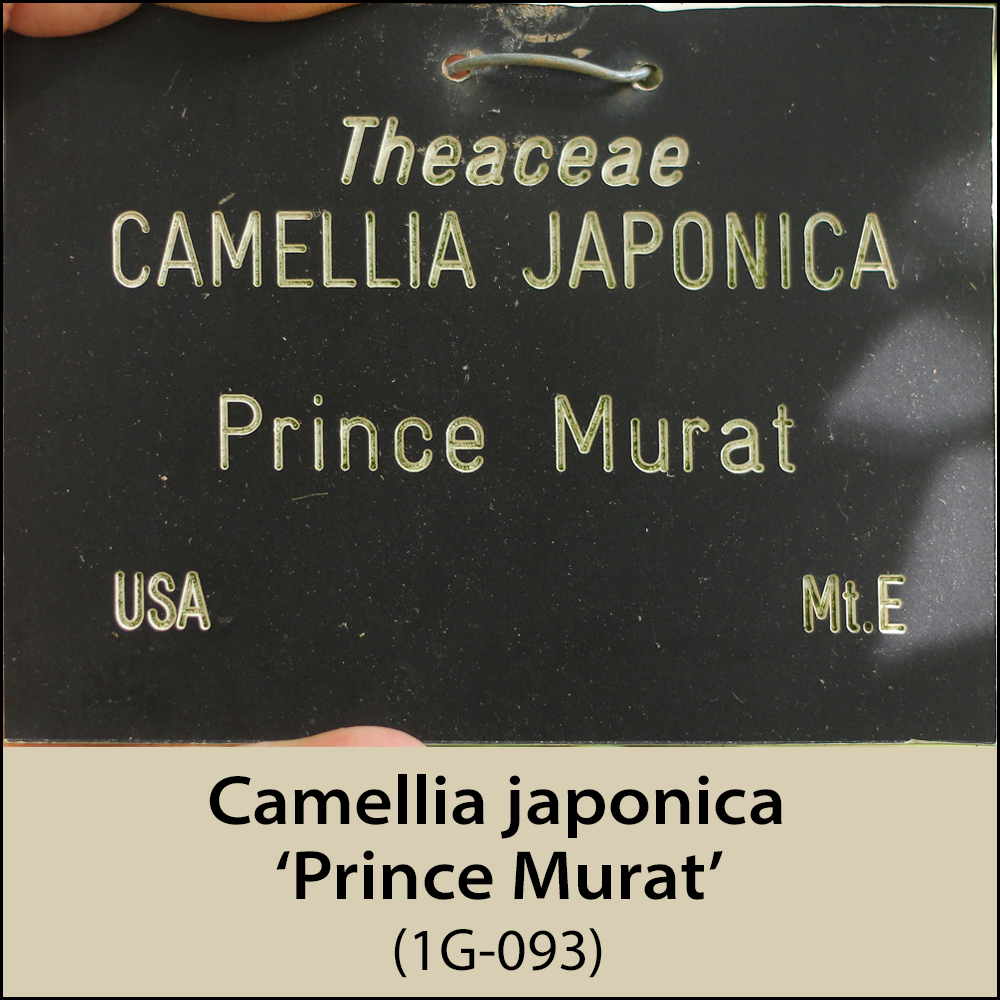 Theaceae
CAMELLIA JAPONICA
Prince Murat
USA Mt.E
Camellia japonica
‘Prince Murat’
(1G-093)